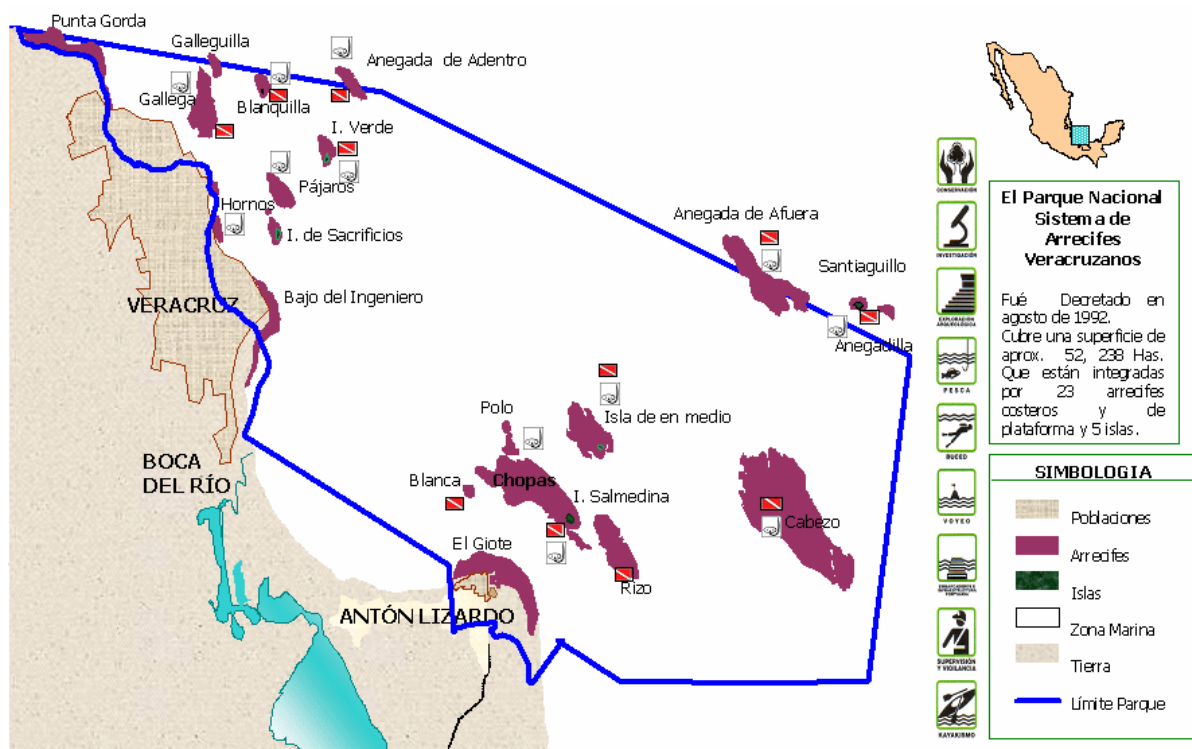 Punta Gorda
Galleguilla
Anegada de Adentro
Gallega
Blanquilla
I. Verde
Pájaros
Hornos
I. de Sacrificios
Anegada de Afuera
Santiaguillo
VERACRUZ
Bajo del Ingeniero
Anegadilla
Polo
Isla de en medio
BOCA
DEL RÍO
Blanca
Chopas
I. Salmedina
Cabezo
El Giote
Rizo
ANTÓN LIZARDO
CONSERVACIÓN
INVESTIGACIÓN
EXPLORACIÓN
ARQUEOLÓGICA
PESCA
BUCEO
VOYEO
SUPERVISIÓN
Y VIGILANCIA
KAYAKISMO
El Parque Nacional
Sistema de
Arrecifes
Veracruzanos
Fué Decretado en
agosto de 1992.
Cubre una superficie de
aprox. 52, 238 Has.
Que están integradas
por 23 arrecifes
costeros y de
plataforma y 5 islas.
SIMBOLOGIA
Poblaciones
Arrecifes
Islas
Zona Marina
Tierra
Límite Parque